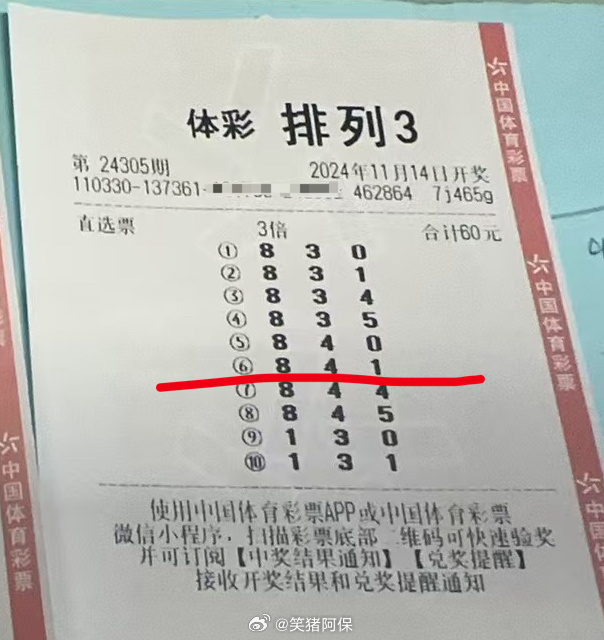 体彩 排列3
第 24305期 2024年11月14日开奖
110330-137361- 462864 7j465g
直选票 3倍 合计60元
① 8 3 0
② 8 3 1
③ 8 3 4
④ 8 3 5
⑤ 8 4 0
⑥ 8 4 1
⑦ 8 4 4
⑧ 8 4 5
⑨ 1 3 0
⑩ 1 3 1
使用中国体育彩票APP或中国体育彩票
微信小程序，扫描彩票底部二维码可快速验奖
并可订阅【中奖结果通知】【兑奖提醒】
接收开奖结果和兑奖提醒通知
中国体育彩票
中国体育彩票
中国体育彩票
@笑猪阿保